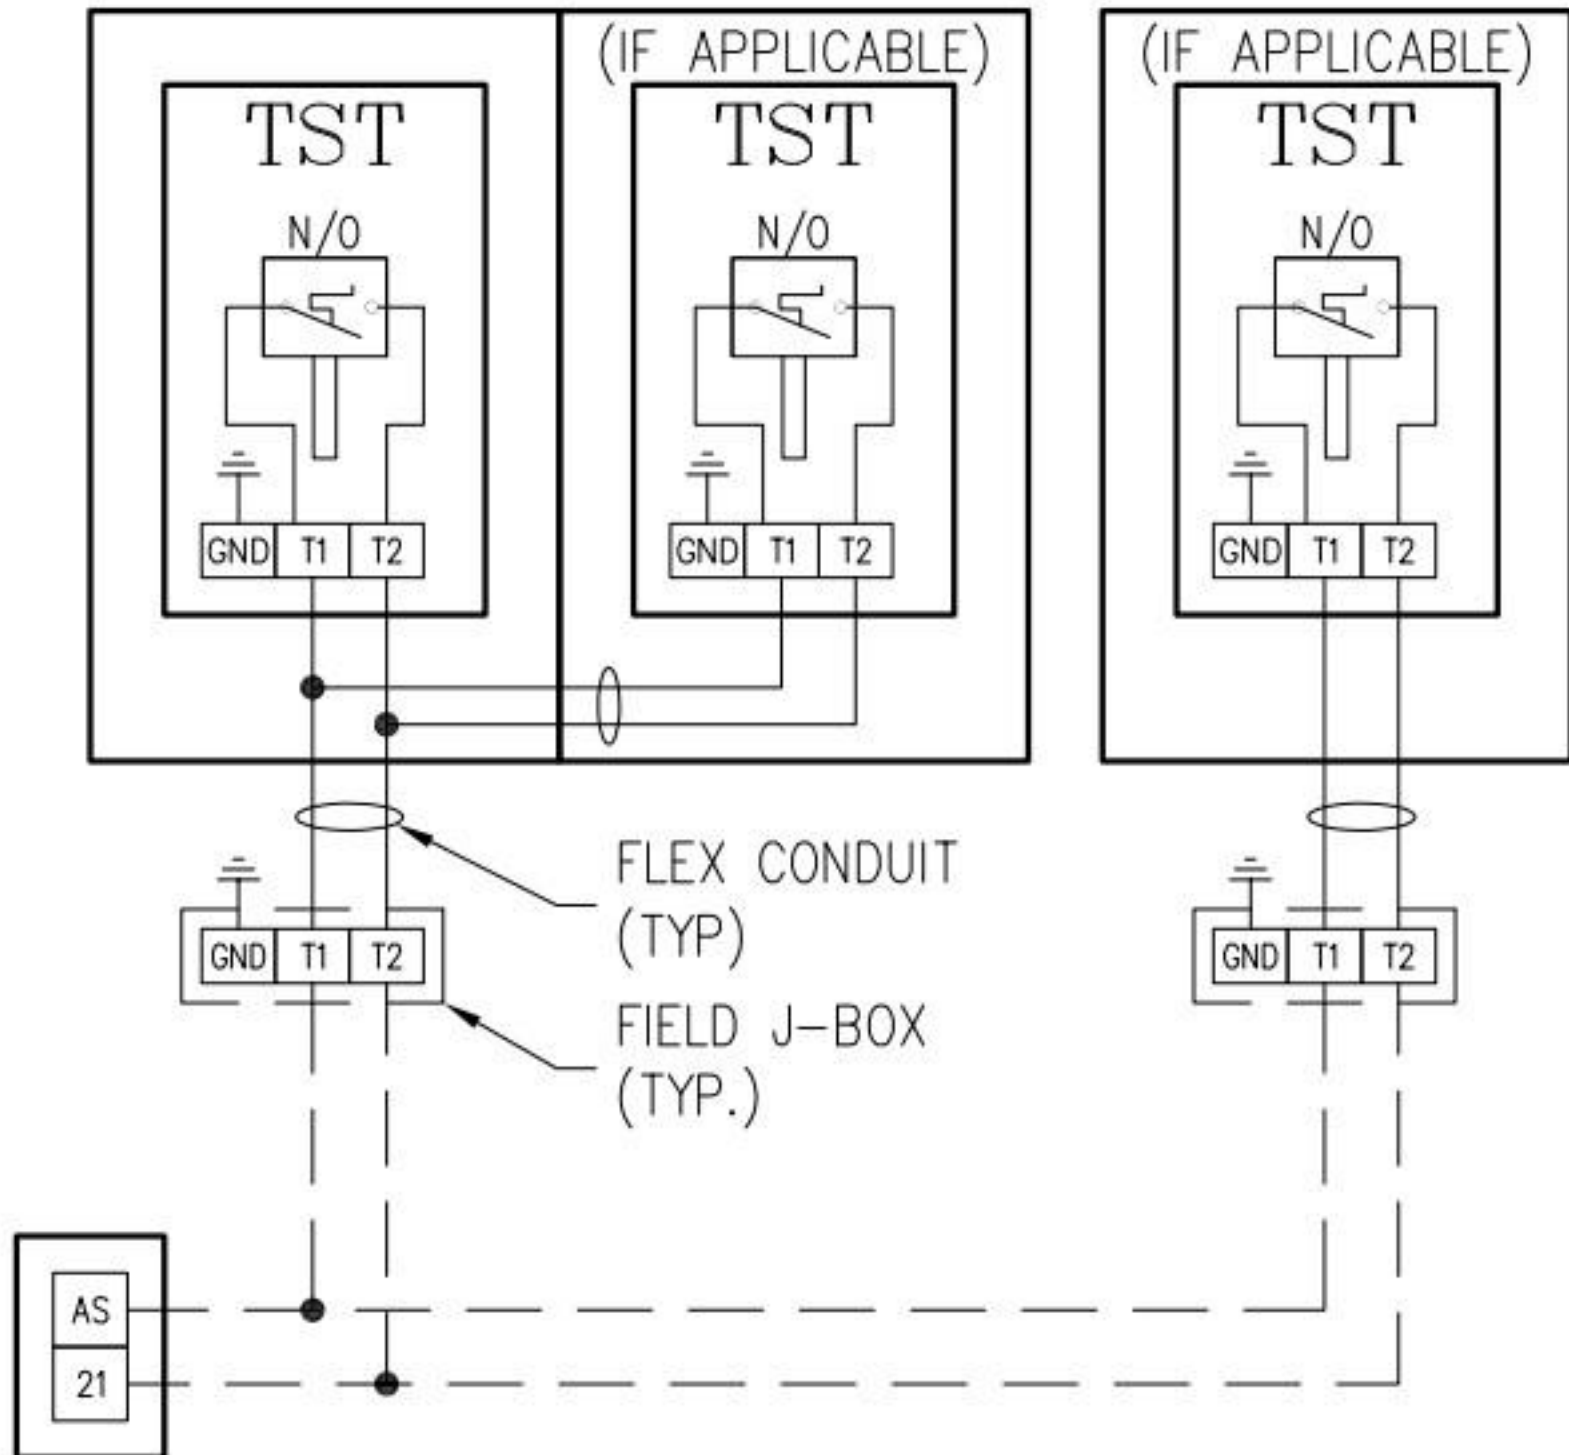 (IF APPLICABLE)
(IF APPLICABLE)
TST
TST
TST
N/O
N/O
N/O
GND T1 T2
GND T1 T2
GND T1 T2
FLEX CONDUIT
(TYP)
GND T1 T2
GND T1 T2
FIELD J-BOX
(TYP.)
AS
21